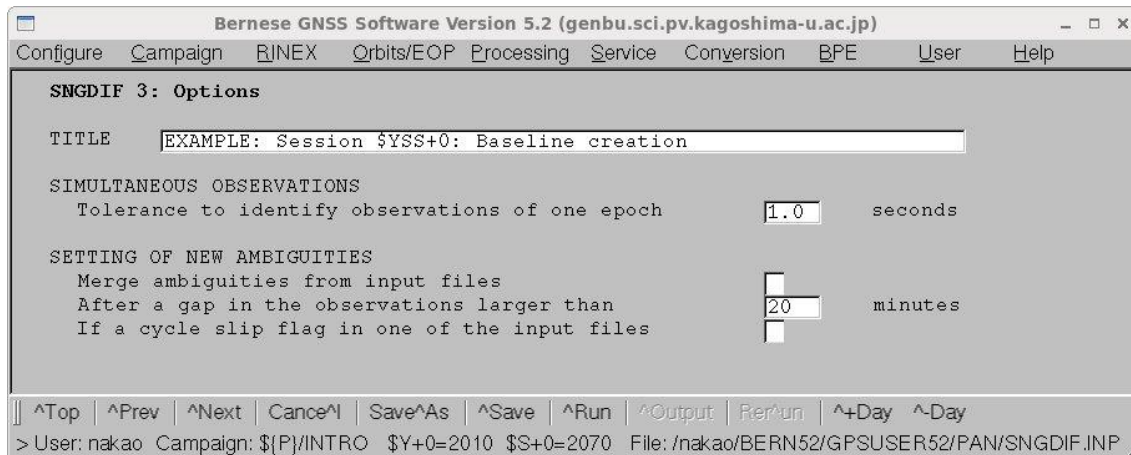 Bernese GNSS Software Version 5.2 (genbu.sci.pv.kagoshima-u.ac.jp)
Configure Campaign RINEX Orbits/EOP Processing Service Conversion BPE User Help
SNGDIF 3: Options
TITLE EXAMPLE: Session $YSS+0: Baseline creation
SIMULTANEOUS OBSERVATIONS
Tolerance to identify observations of one epoch 1.0 seconds
SETTING OF NEW AMBIGUITIES
Merge ambiguities from input files
After a gap in the observations larger than 20 minutes
If a cycle slip flag in one of the input files
^Top | ^Prev | ^Next | Cance^l | Save^As | ^Save | ^Run | ^Output | Rer^un | ^+Day ^-Day
> User: nakao Campaign: ${P}/INTRO $Y+0=2010 $S+0=2070 File: /nakao/BERN52/GPSUSER52/PAN/SNGDIF.INP